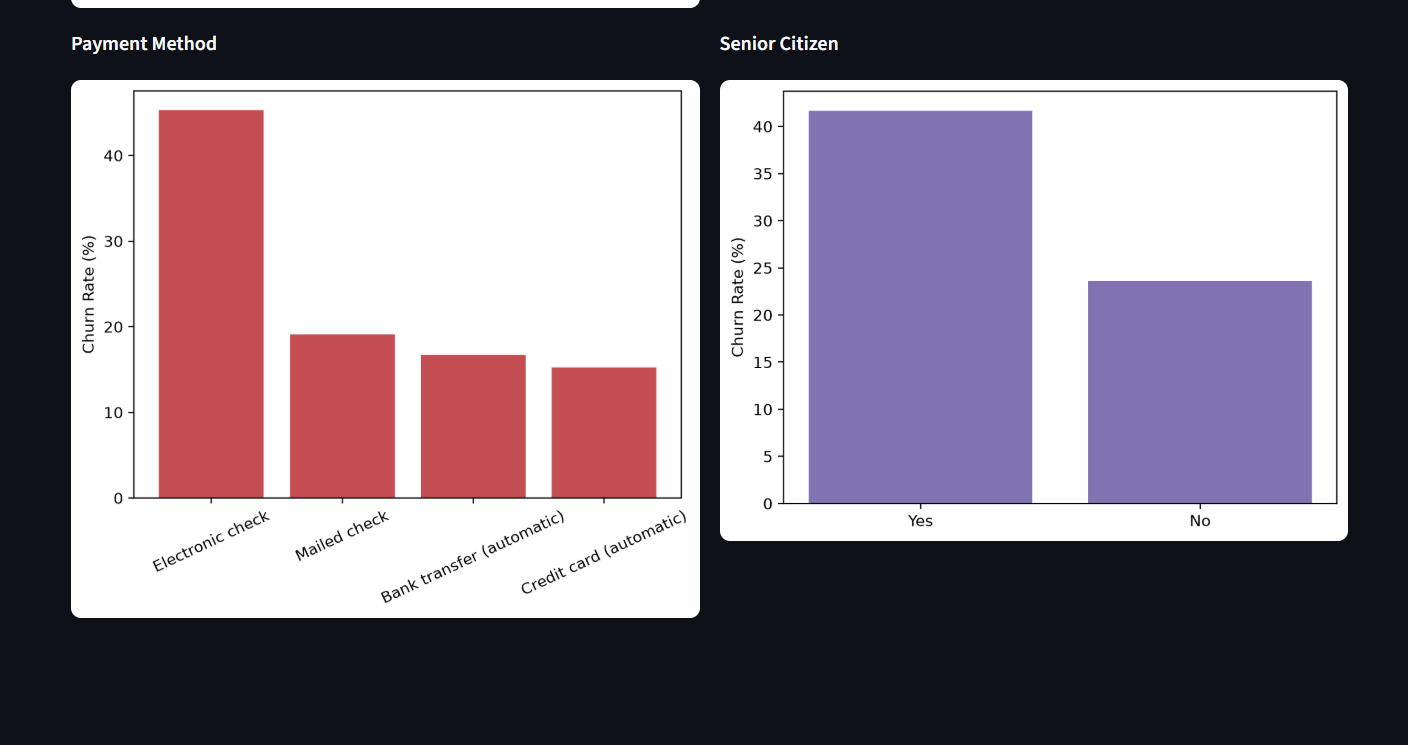 Payment Method
Churn Rate (%)
40
30
20
10
0
Electronic check
Mailed check
Bank transfer (automatic)
Credit card (automatic)
Senior Citizen
Churn Rate (%)
40
35
30
25
20
15
10
5
0
Yes
No